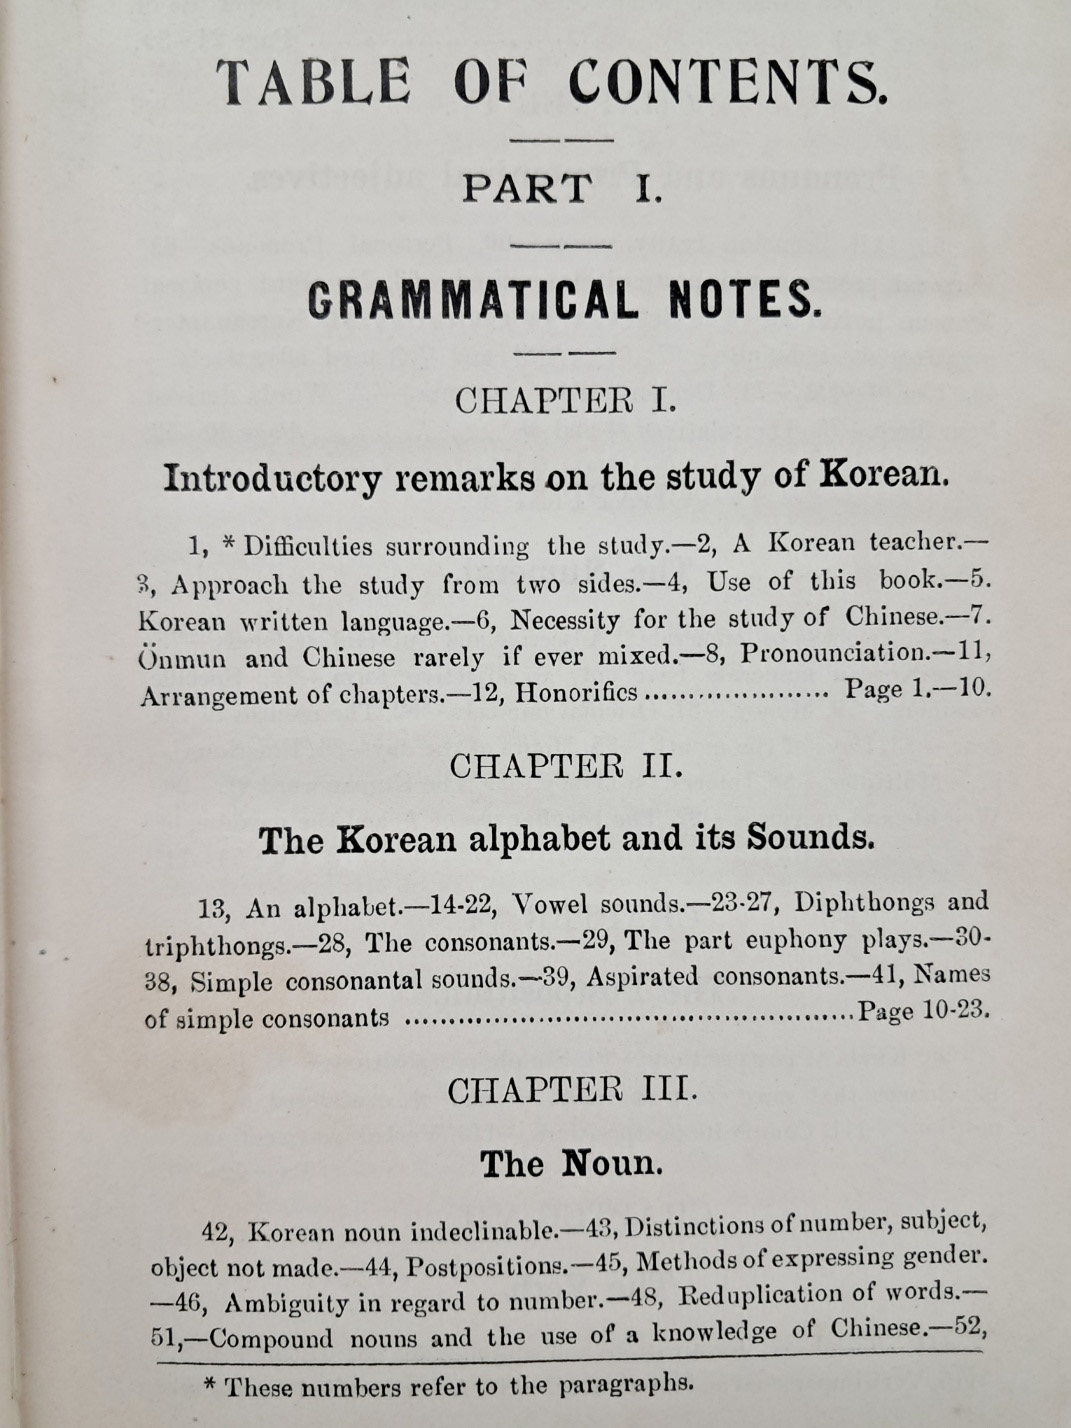 TABLE OF CONTENTS.
PART I.
GRAMMATICAL NOTES.
CHAPTER I.
Introductory remarks on the study of Korean.
1, * Difficulties surrounding the study.—2, A Korean teacher.—
3, Approach the study from two sides.—4, Use of this book.—5.
Korean written language.—6, Necessity for the study of Chinese.—7.
Önmun and Chinese rarely if ever mixed.—8, Pronounciation.—11,
Arrangement of chapters.—12, Honorifics ..................... Page 1.—10.
CHAPTER II.
The Korean alphabet and its Sounds.
13, An alphabet.—14-22, Vowel sounds.—23-27, Diphthongs and
triphthongs.—28, The consonants.—29, The part euphony plays.—30-
38, Simple consonantal sounds.—39, Aspirated consonants.—41, Names
of simple consonants ...................................................Page 10-23.
CHAPTER III.
The Noun.
42, Korean noun indeclinable.—43, Distinctions of number, subject,
object not made.—44, Postpositions.—45, Methods of expressing gender.
—46, Ambiguity in regard to number.—48, Reduplication of words.—
51,—Compound nouns and the use of a knowledge of Chinese.—52,
* These numbers refer to the paragraphs.